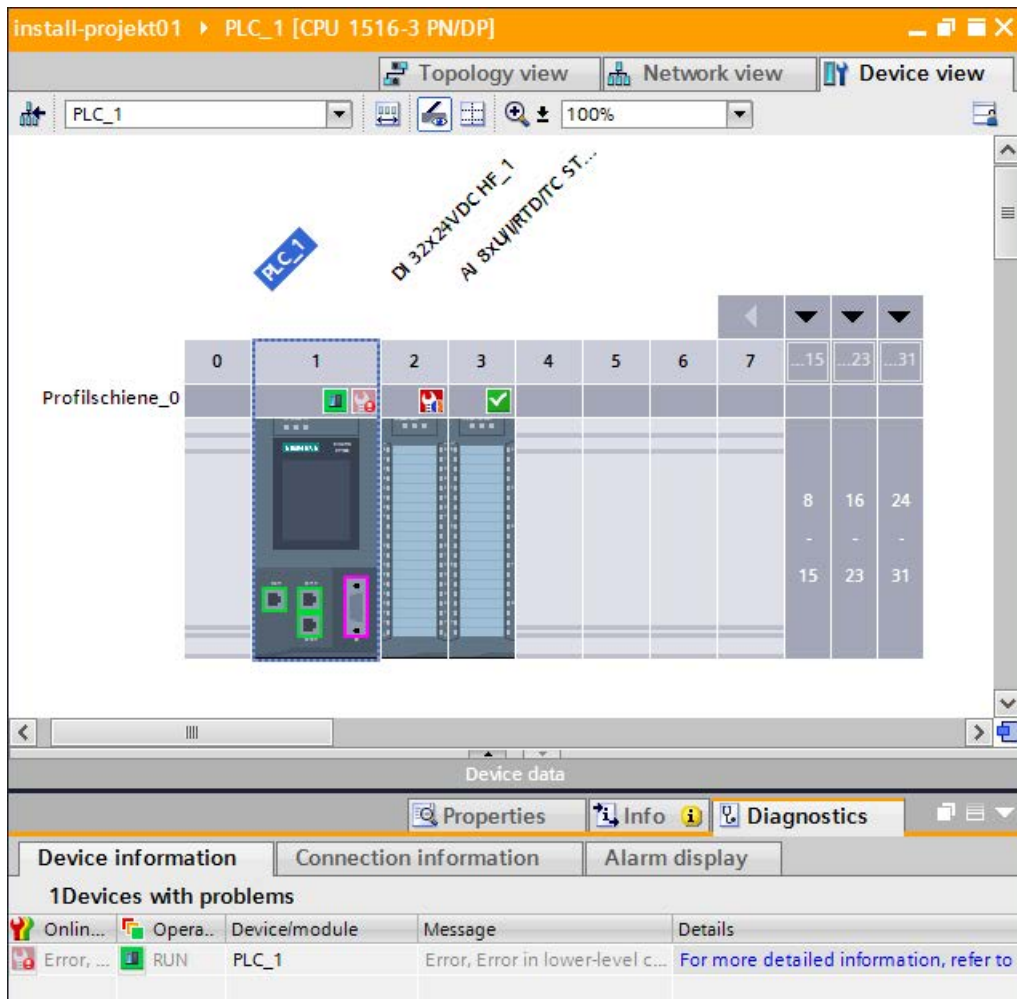 install-projekt01 ▸ PLC_1 [CPU 1516-3 PN/DP]
Topology view Network view Device view
PLC_1 100%
PLC_1
DI 32x24VDC HF_1
AI 8xU/I/RTD/TC ST...
0 1 2 3 4 5 6 7 ...15 ...23 ...31
Profilschiene_0
SIEMENS
8 16 24
- - -
15 23 31
Device data
Properties Info Diagnostics
Device information Connection information Alarm display
1Devices with problems
Onlin... Opera.. Device/module Message Details
Error, ... RUN PLC_1 Error, Error in lower-level c... For more detailed information, refer to